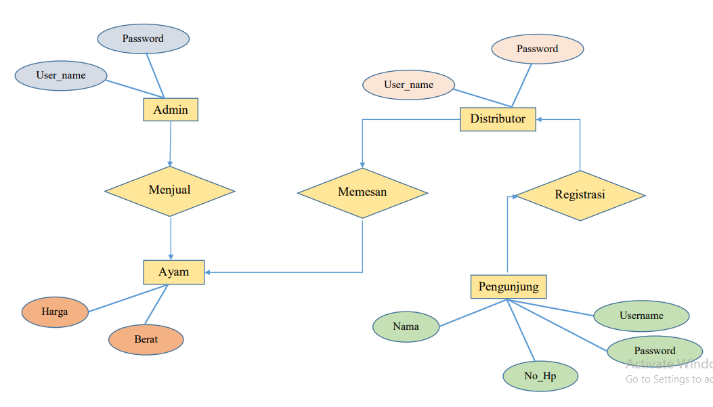 Password
User_name
Admin
Menjual
Ayam
Harga
Berat
Password
User_name
Distributor
Memesan
Registrasi
Pengunjung
Nama
No_Hp
Username
Password
Activate Windo
Go to Settings to ac